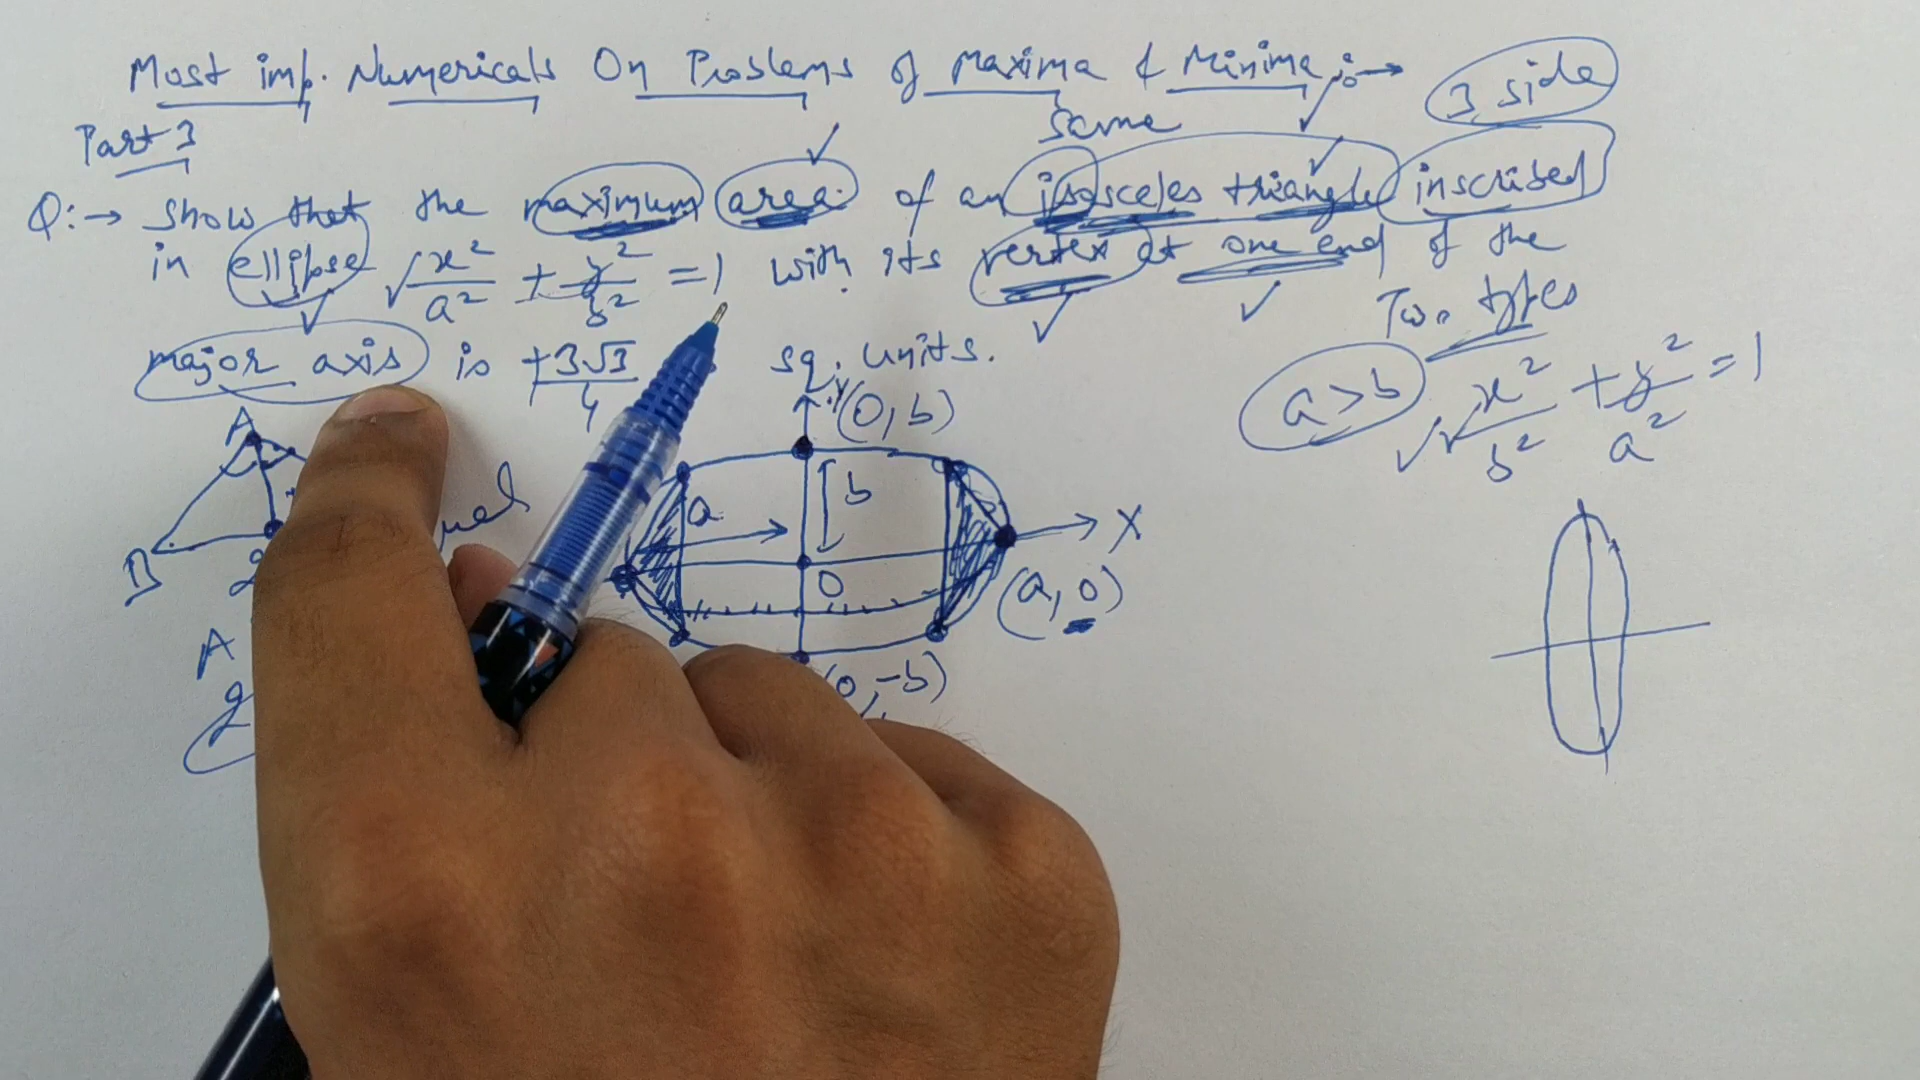 Most imp. Numericals On Problems of Maxima & Minima :→
3 side
Part 3
Same
Q:→ Show that the maximum area of an isosceles triangle inscribed
in ellipse x²/a² + y²/b² = 1 with its vertex at one end of the
major axis is 3√3/4 sq. units.
Two types
a>b
x²/b² + y²/a² = 1
A
B
Y
(0, b)
a
b
X
O
(a, 0)
(0, -b)
A